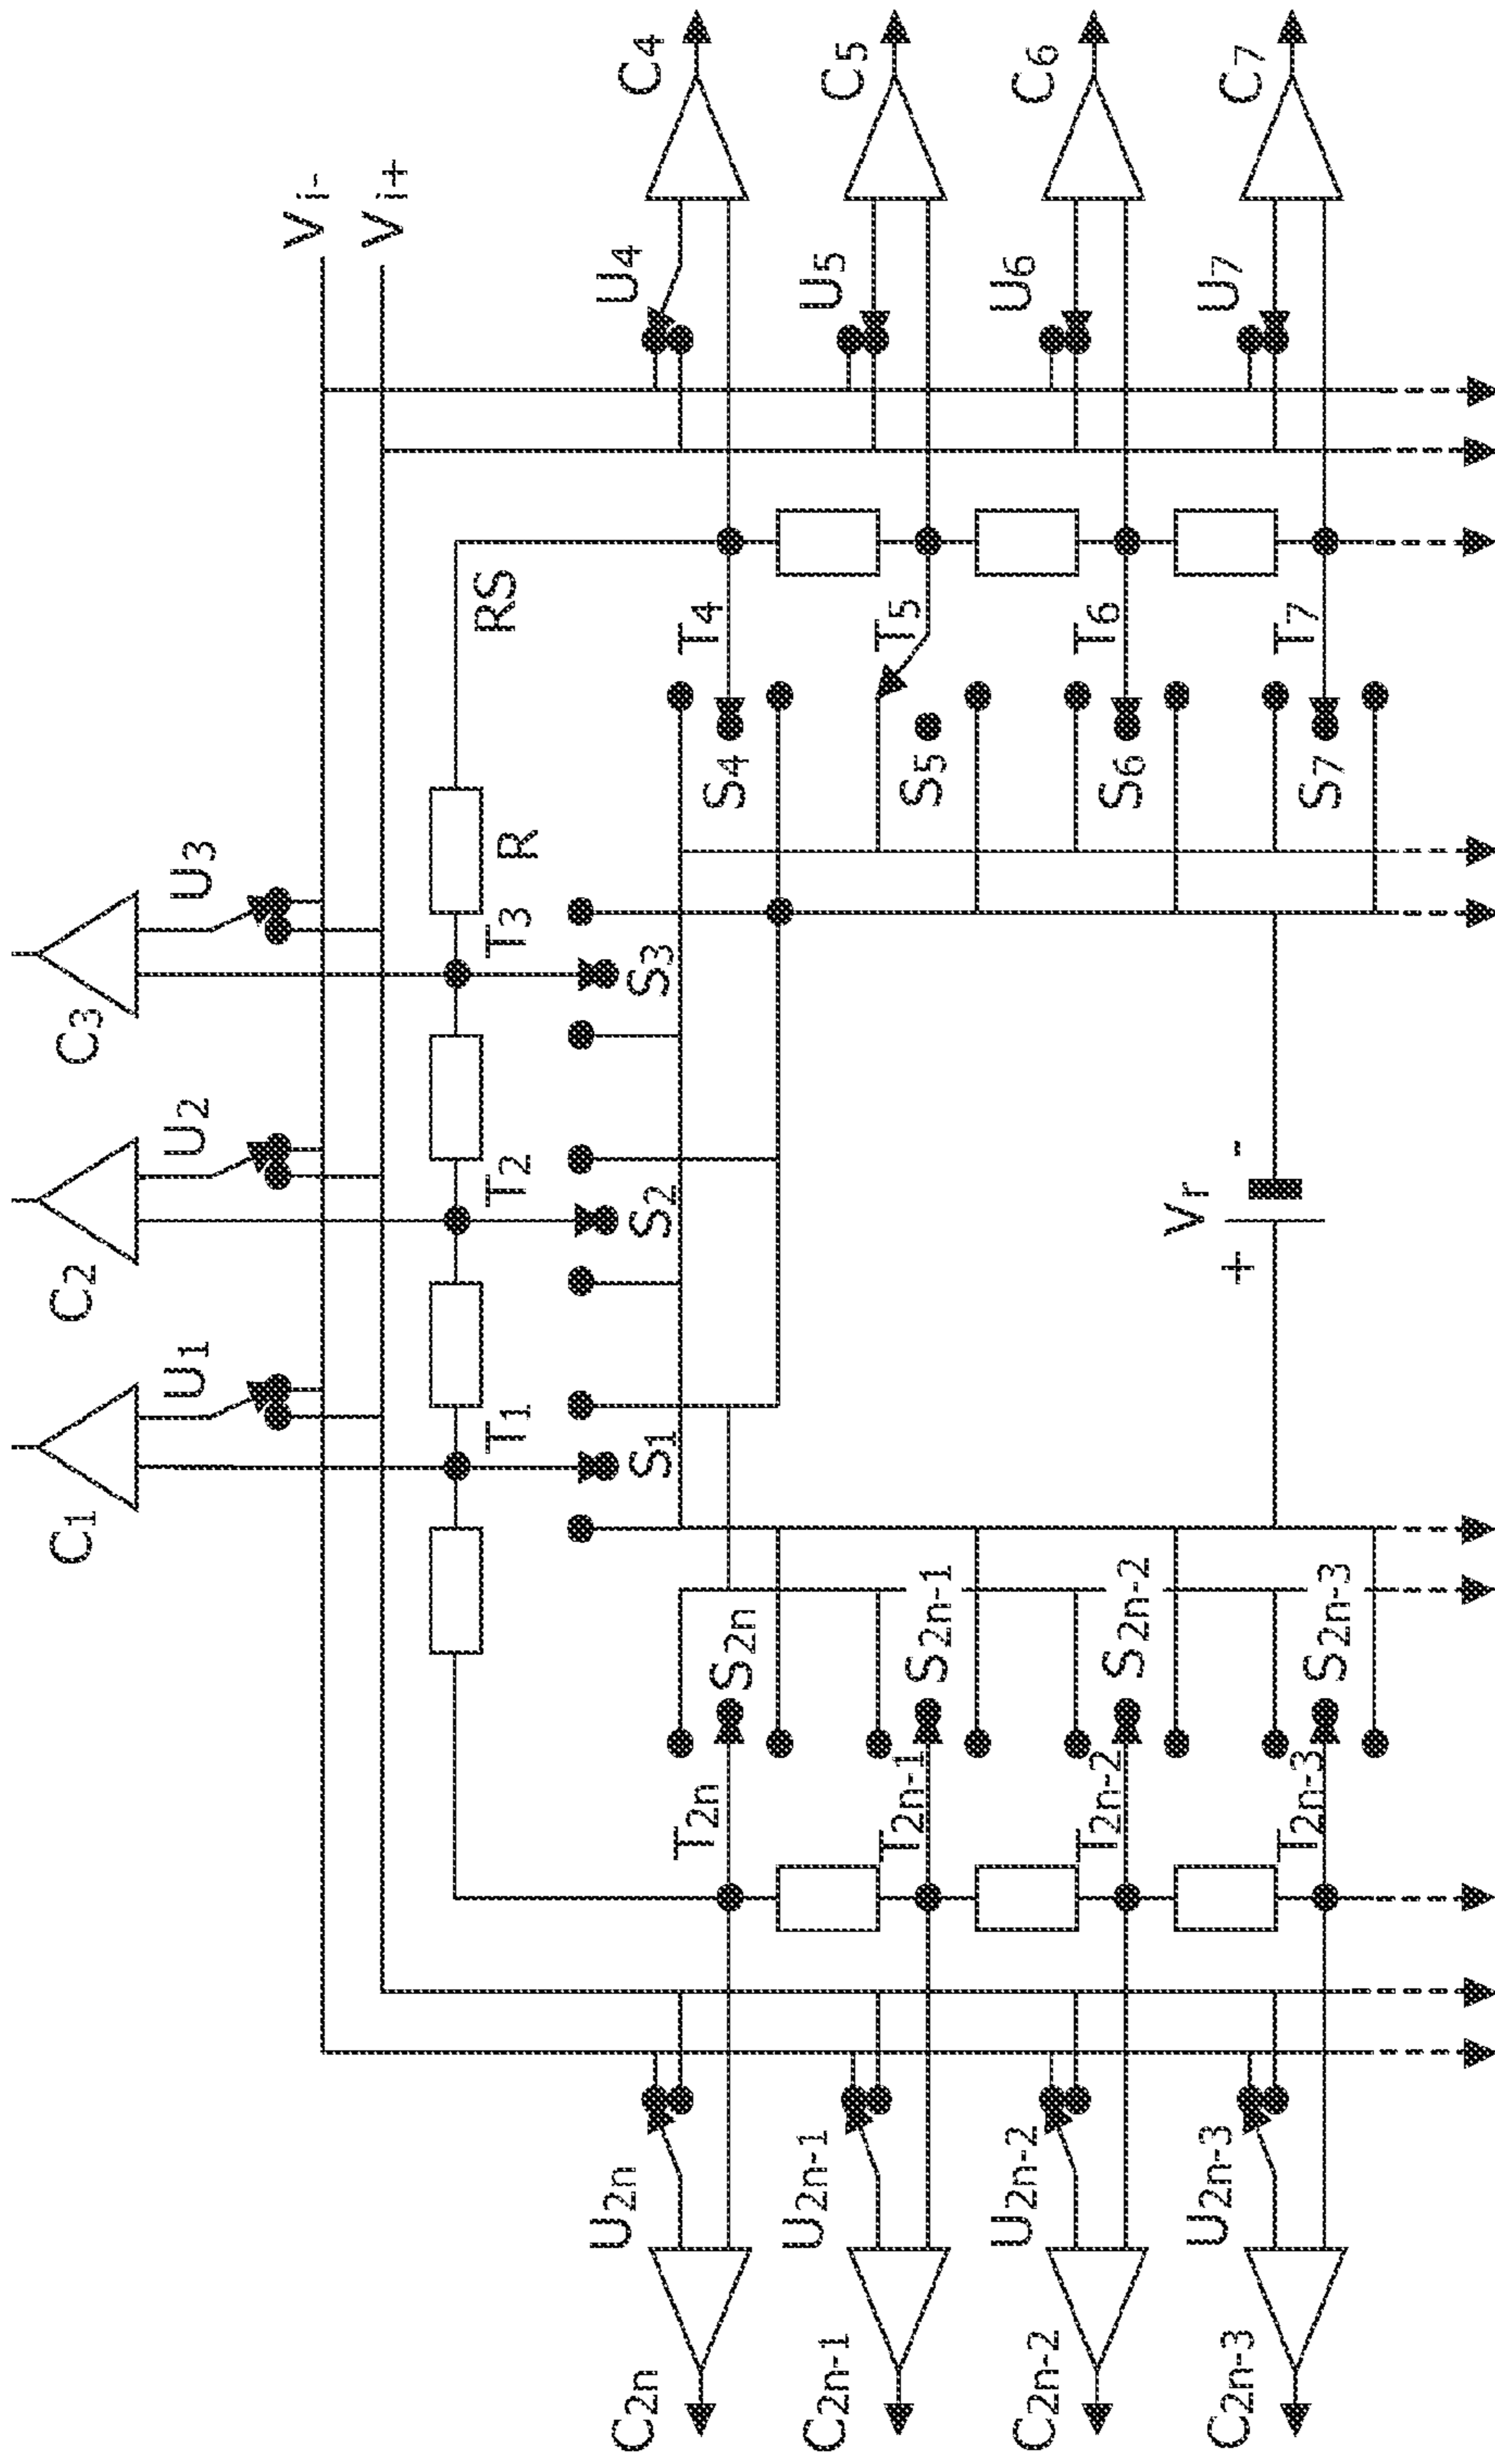 C1
C2
C3
U1
U2
U3
Vi-
Vi+
T1
T2
T3
R
RS
S1
S2
S3
C2n
U2n
T2n
S2n
S4
T4
U4
C4
C2n-1
U2n-1
T2n-1
S2n-1
S5
T5
U5
C5
C2n-2
U2n-2
T2n-2
S2n-2
S6
T6
U6
C6
C2n-3
U2n-3
T2n-3
S2n-3
+ Vr -
S7
T7
U7
C7